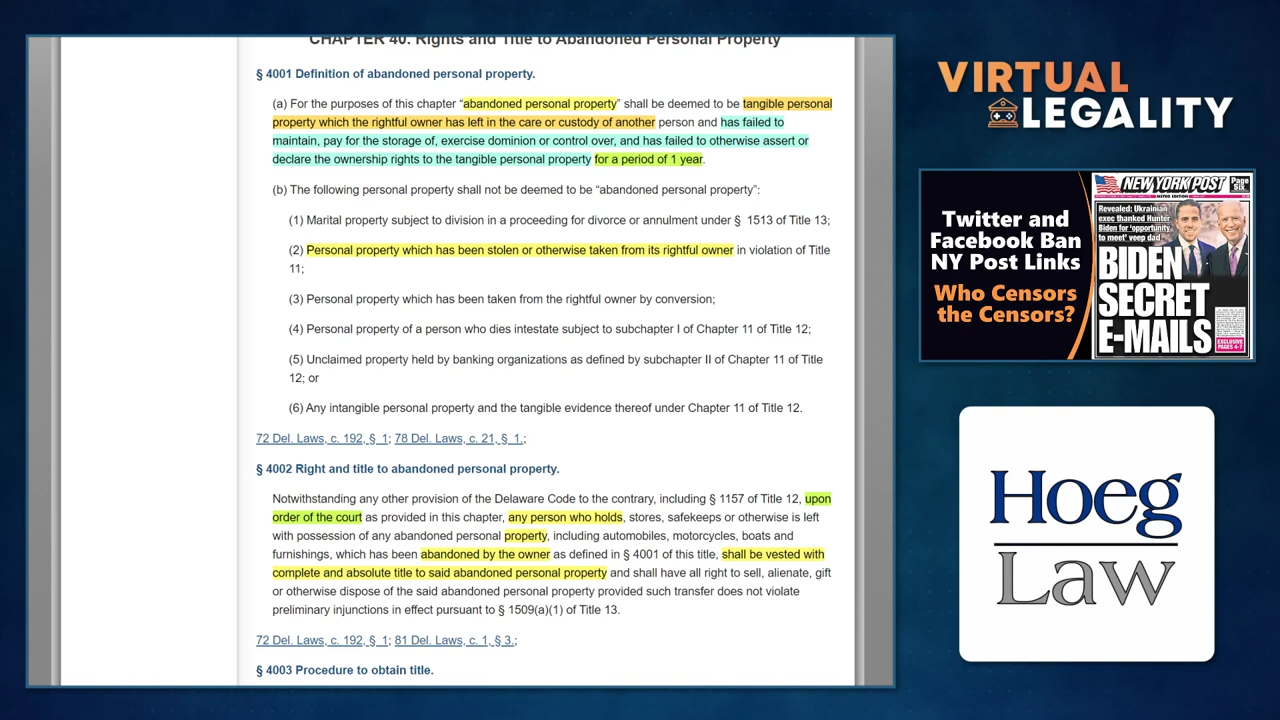 CHAPTER 40. Rights and Title to Abandoned Personal Property
§ 4001 Definition of abandoned personal property.
(a) For the purposes of this chapter “abandoned personal property” shall be deemed to be tangible personal
property which the rightful owner has left in the care or custody of another person and has failed to
maintain, pay for the storage of, exercise dominion or control over, and has failed to otherwise assert or
declare the ownership rights to the tangible personal property for a period of 1 year.
(b) The following personal property shall not be deemed to be “abandoned personal property”:
(1) Marital property subject to division in a proceeding for divorce or annulment under § 1513 of Title 13;
(2) Personal property which has been stolen or otherwise taken from its rightful owner in violation of Title
11;
(3) Personal property which has been taken from the rightful owner by conversion;
(4) Personal property of a person who dies intestate subject to subchapter I of Chapter 11 of Title 12;
(5) Unclaimed property held by banking organizations as defined by subchapter II of Chapter 11 of Title
12; or
(6) Any intangible personal property and the tangible evidence thereof under Chapter 11 of Title 12.
72 Del. Laws, c. 192, § 1; 78 Del. Laws, c. 21, § 1.;
§ 4002 Right and title to abandoned personal property.
Notwithstanding any other provision of the Delaware Code to the contrary, including § 1157 of Title 12, upon
order of the court as provided in this chapter, any person who holds, stores, safekeeps or otherwise is left
with possession of any abandoned personal property, including automobiles, motorcycles, boats and
furnishings, which has been abandoned by the owner as defined in § 4001 of this title, shall be vested with
complete and absolute title to said abandoned personal property and shall have all right to sell, alienate, gift
or otherwise dispose of the said abandoned personal property provided such transfer does not violate
preliminary injunctions in effect pursuant to § 1509(a)(1) of Title 13.
72 Del. Laws, c. 192, § 1; 81 Del. Laws, c. 1, § 3.;
§ 4003 Procedure to obtain title.
VIRTUAL
LEGALITY
Twitter and
Facebook Ban
NY Post Links
Who Censors
the Censors?
NEW YORK POST
Page
Six
Revealed: Ukrainian
exec thanked Hunter
Biden for ‘opportunity
to meet’ veep dad
BIDEN
SECRET
E-MAILS
EXCLUSIVE
PAGES 4-7
Hoeg
Law